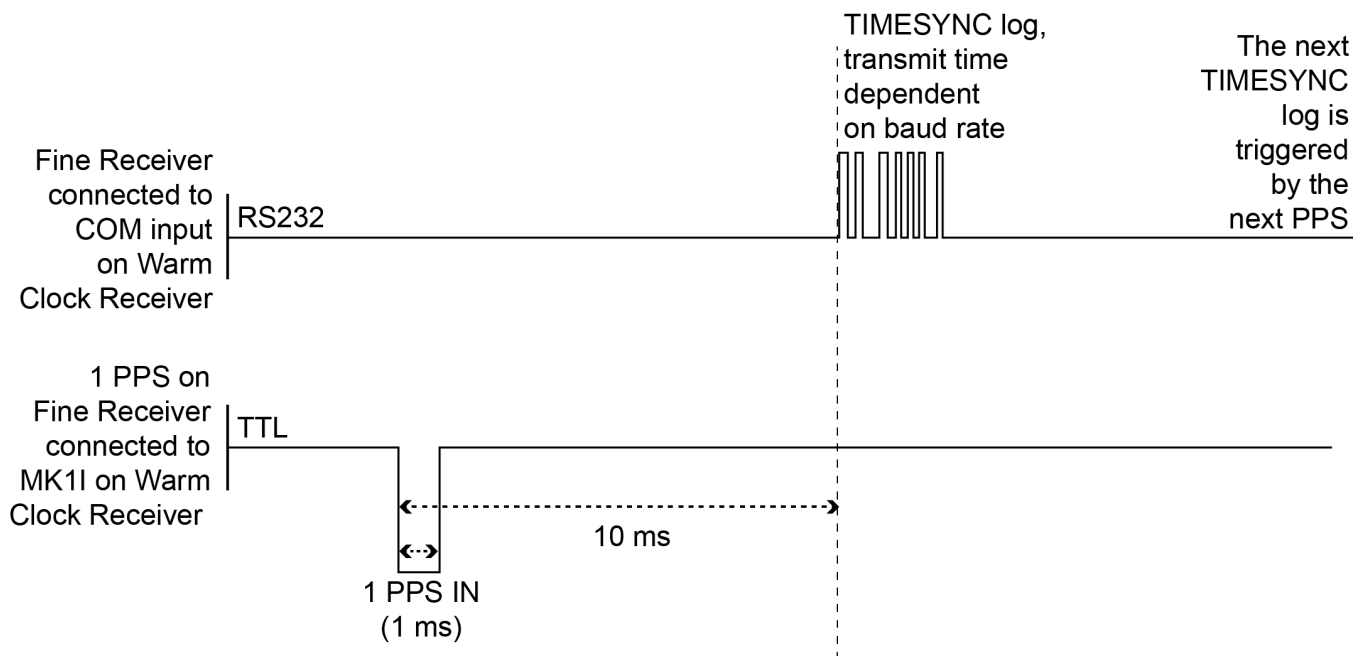 TIMESYNC log,
transmit time
dependent
on baud rate
The next
TIMESYNC
log is
triggered
by the
next PPS
Fine Receiver
connected to
COM input
on Warm
Clock Receiver
RS232
1 PPS on
Fine Receiver
connected to
MK1I on Warm
Clock Receiver
TTL
10 ms
1 PPS IN
(1 ms)